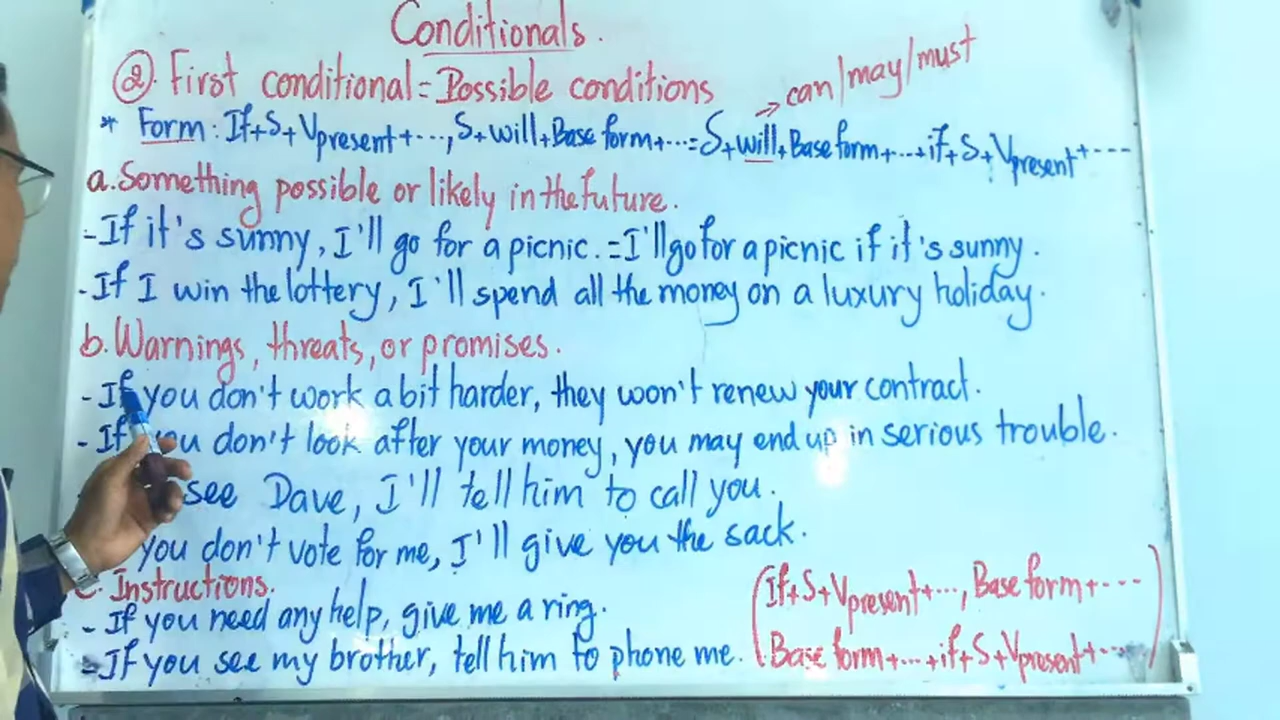 Conditionals.
② First conditional = Possible conditions → can/may/must
* Form: If+S+Vpresent+..., S+will+Base form+...=S+will+Base form+...+if+S+Vpresent+---
a. Something possible or likely in the future.
- If it's sunny, I'll go for a picnic. = I'll go for a picnic if it's sunny.
- If I win the lottery, I'll spend all the money on a luxury holiday.
b. Warnings, threats, or promises.
- If you don't work a bit harder, they won't renew your contract.
- If you don't look after your money, you may end up in serious trouble.
see Dave, I'll tell him to call you.
you don't vote for me, I'll give you the sack.
c. Instructions.
- If you need any help, give me a ring.
- If you see my brother, tell him to phone me.
(If+S+Vpresent+..., Base form+---
Base form+...+if+S+Vpresent+---)